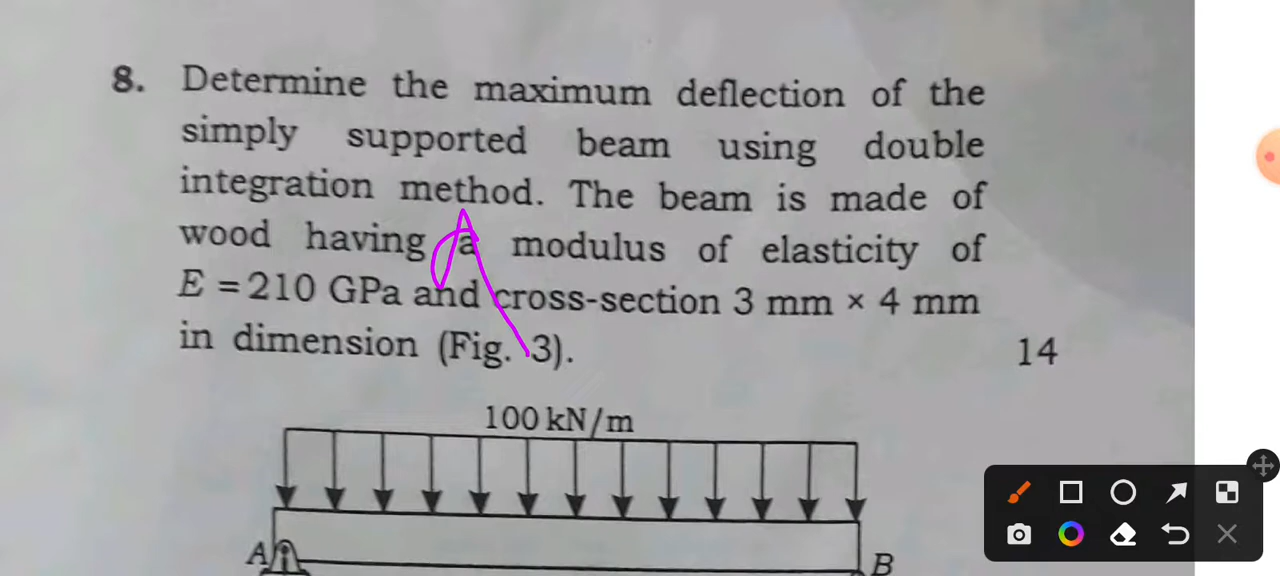 8. Determine the maximum deflection of the
simply supported beam using double
integration method. The beam is made of
wood having a modulus of elasticity of
E = 210 GPa and cross-section 3 mm × 4 mm
in dimension (Fig. 3).
14
100 kN/m
A
B